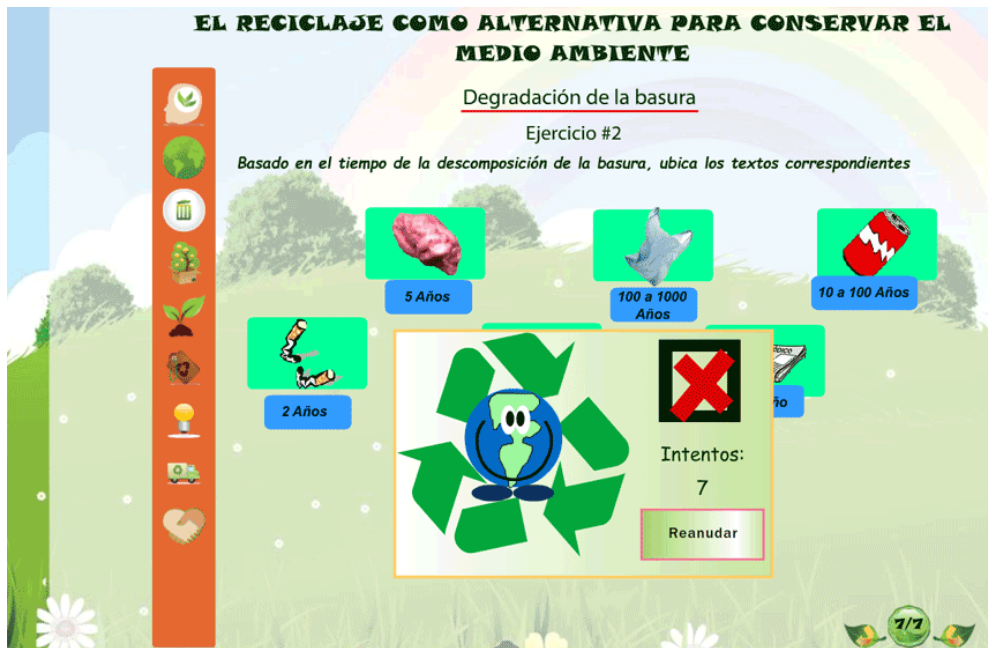 EL RECICLAJE COMO ALTERNATIVA PARA CONSERVAR EL
MEDIO AMBIENTE
Degradación de la basura
Ejercicio #2
Basado en el tiempo de la descomposición de la basura, ubica los textos correspondientes
5 Años
100 a 1000
Años
10 a 100 Años
2 Años
Intentos:
7
Reanudar
7/7